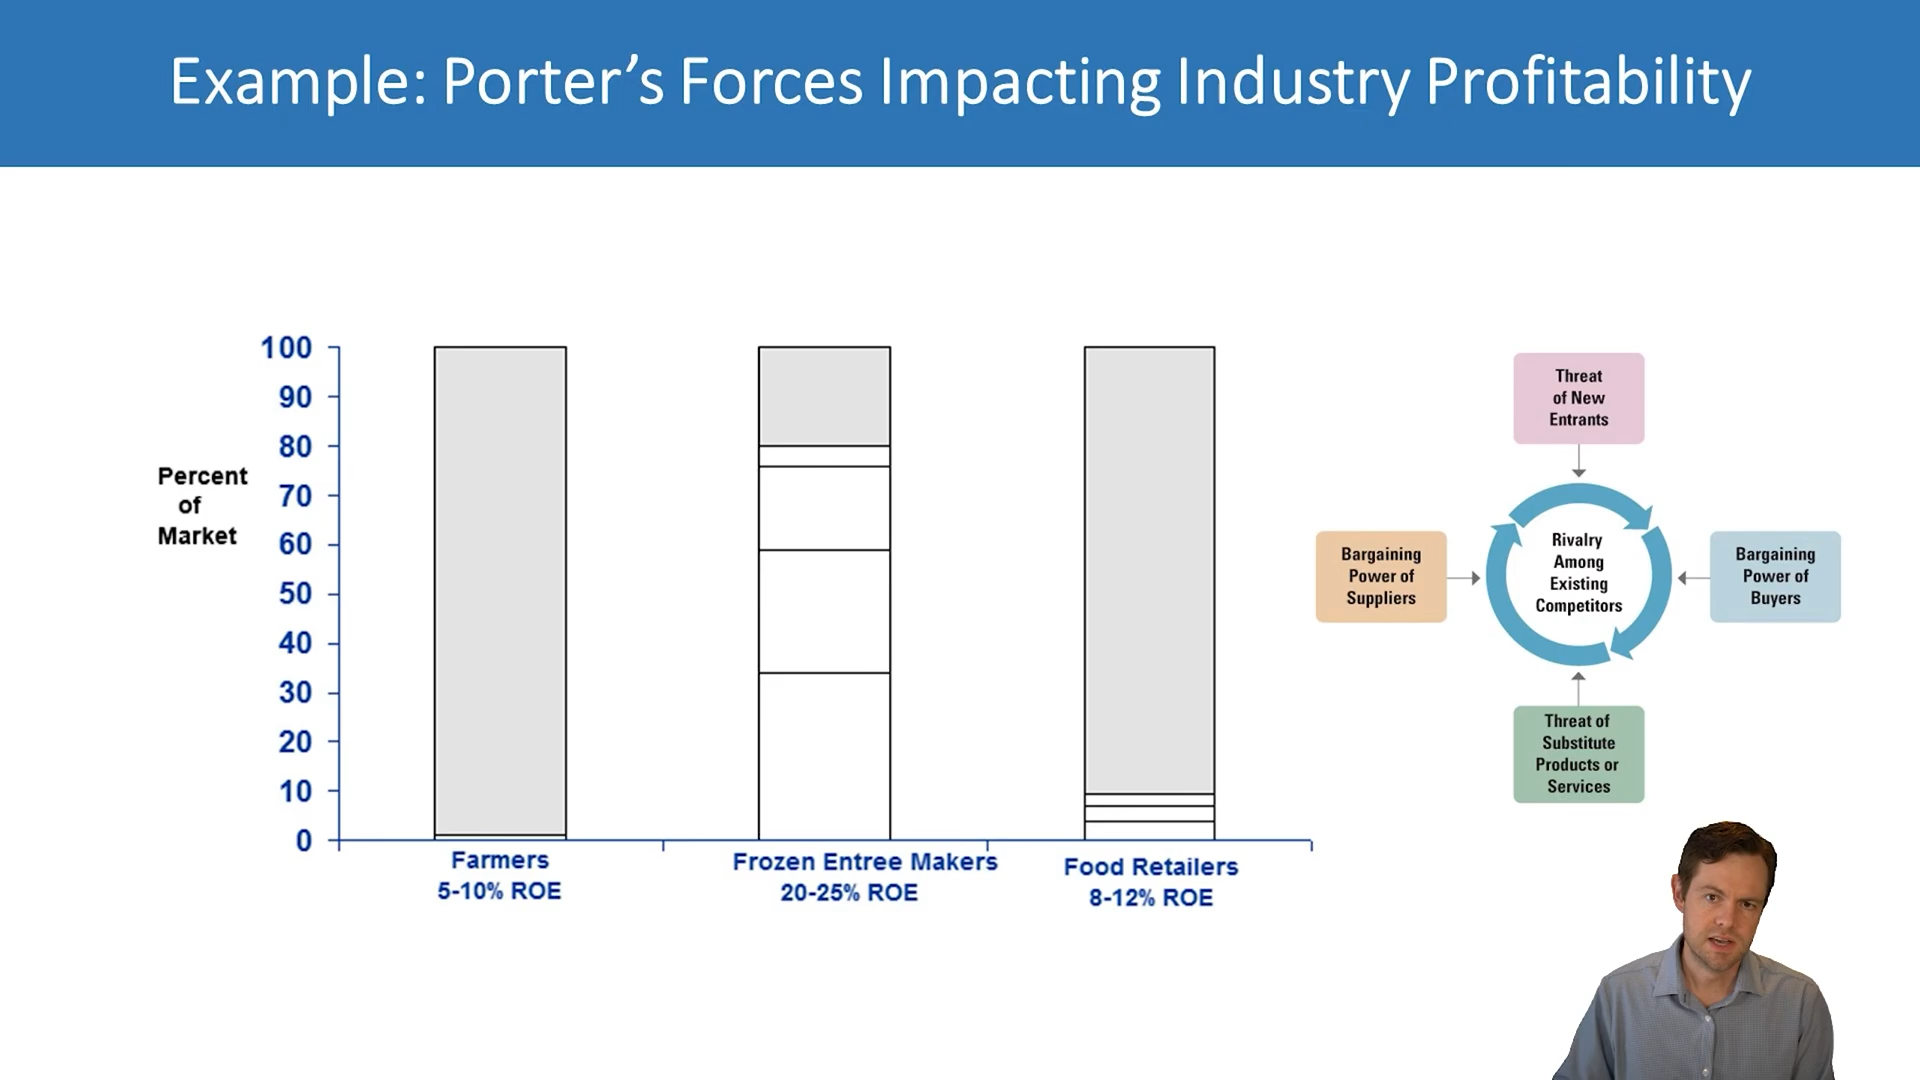 Example: Porter’s Forces Impacting Industry Profitability
Percent
of
Market
100
90
80
70
60
50
40
30
20
10
0
Farmers
5-10% ROE
Frozen Entree Makers
20-25% ROE
Food Retailers
8-12% ROE
Threat
of New
Entrants
Bargaining
Power of
Suppliers
Rivalry
Among
Existing
Competitors
Bargaining
Power of
Buyers
Threat of
Substitute
Products or
Services